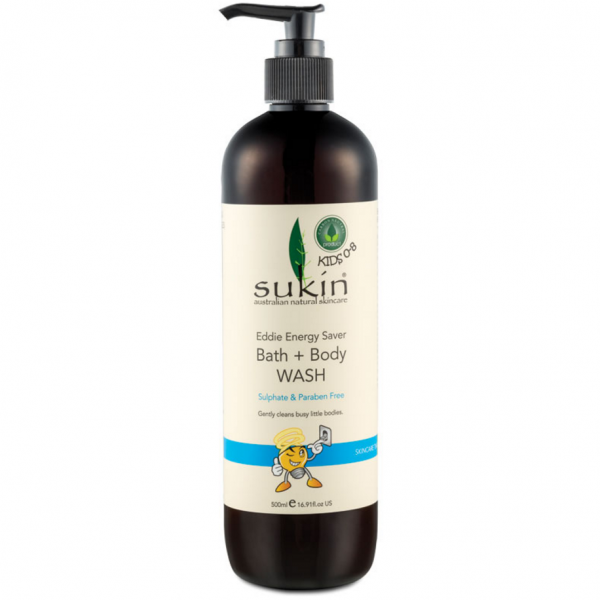 KIDS 0-8
sukin®
australian natural skincare
Eddie Energy Saver
Bath + Body
WASH
Sulphate & Paraben Free
Gently cleans busy little bodies.
SKINCARE
500ml e 16.91fl.oz US